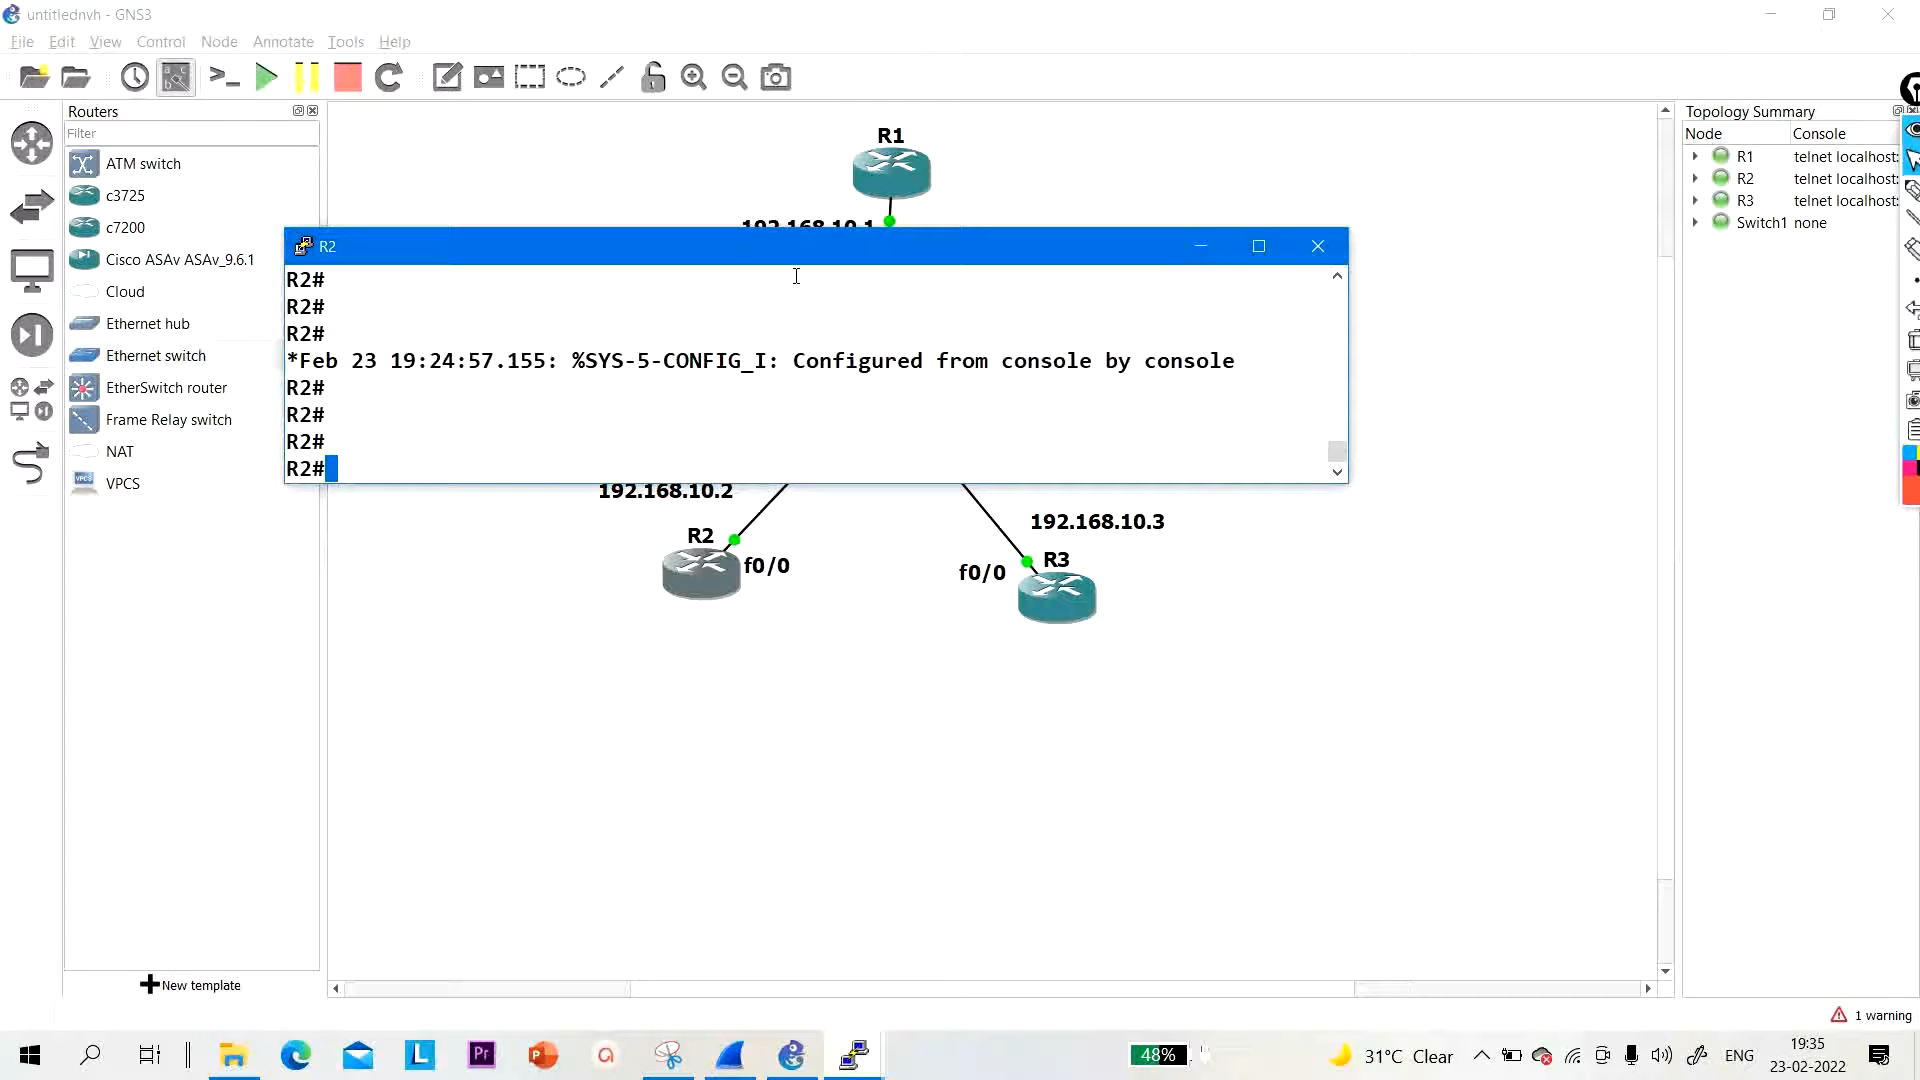 untitlednvh - GNS3
File Edit View Control Node Annotate Tools Help
Routers
Filter
ATM switch
c3725
c7200
Cisco ASAv ASAv_9.6.1
Cloud
Ethernet hub
Ethernet switch
EtherSwitch router
Frame Relay switch
NAT
VPCS
New template
R1
192.168.10.1
R2
R2#
R2#
R2#
*Feb 23 19:24:57.155: %SYS-5-CONFIG_I: Configured from console by console
R2#
R2#
R2#
R2#
192.168.10.2
R2
f0/0
192.168.10.3
f0/0
R3
Topology Summary
Node Console
R1 telnet localhost:
R2 telnet localhost:
R3 telnet localhost:
Switch1 none
1 warning
L
Pr
P
a
48%
31°C Clear
ENG
19:35
23-02-2022